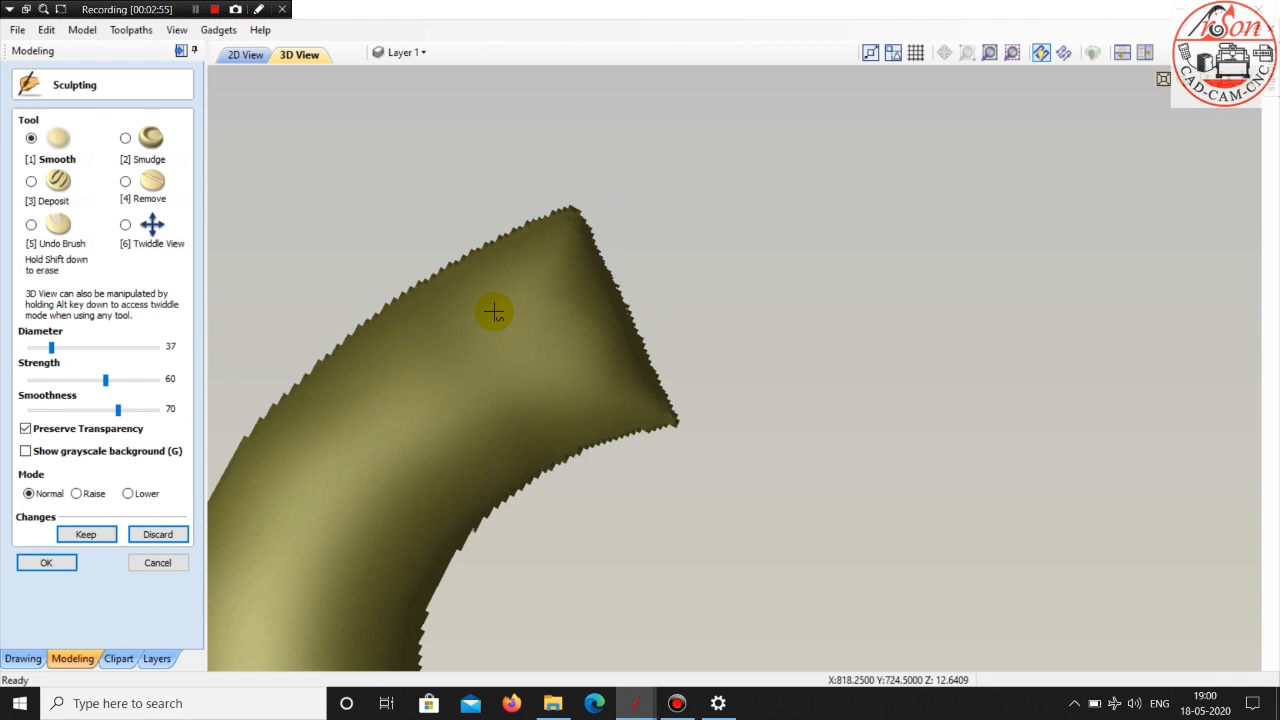 Recording [00:02:55]
File Edit Model Toolpaths View Gadgets Help
Modeling
2D View 3D View Layer 1
Sculpting
Tool
[1] Smooth [2] Smudge
[3] Deposit [4] Remove
[5] Undo Brush [6] Twiddle View
Hold Shift down
to erase
3D View can also be manipulated by
holding Alt key down to access twiddle
mode when using any tool.
Diameter
37
Strength
60
Smoothness
70
Preserve Transparency
Show grayscale background (G)
Mode
Normal Raise Lower
Changes
Keep Discard
OK Cancel
Drawing Modeling Clipart Layers
Ready
X:818.2500 Y:724.5000 Z: 12.6409
Type here to search
ENG
19:00
18-05-2020
CAD-CAM-CNC